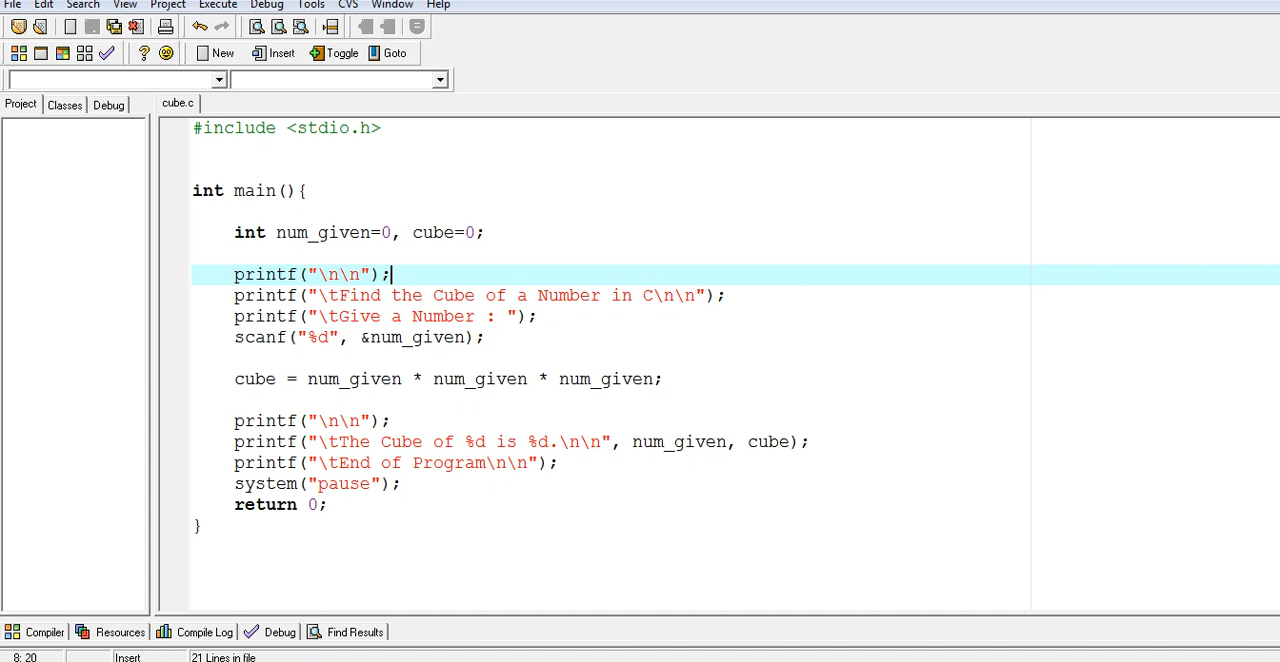 File Edit Search View Project Execute Debug Tools CVS Window Help
New Insert Toggle Goto
Project Classes Debug cube.c
#include <stdio.h>
int main(){
int num_given=0, cube=0;
printf("\n\n");
printf("\tFind the Cube of a Number in C\n\n");
printf("\tGive a Number : ");
scanf("%d", &num_given);
cube = num_given * num_given * num_given;
printf("\n\n");
printf("\tThe Cube of %d is %d.\n\n", num_given, cube);
printf("\tEnd of Program\n\n");
system("pause");
return 0;
}
Compiler Resources Compile Log Debug Find Results
8: 20 Insert 21 Lines in file